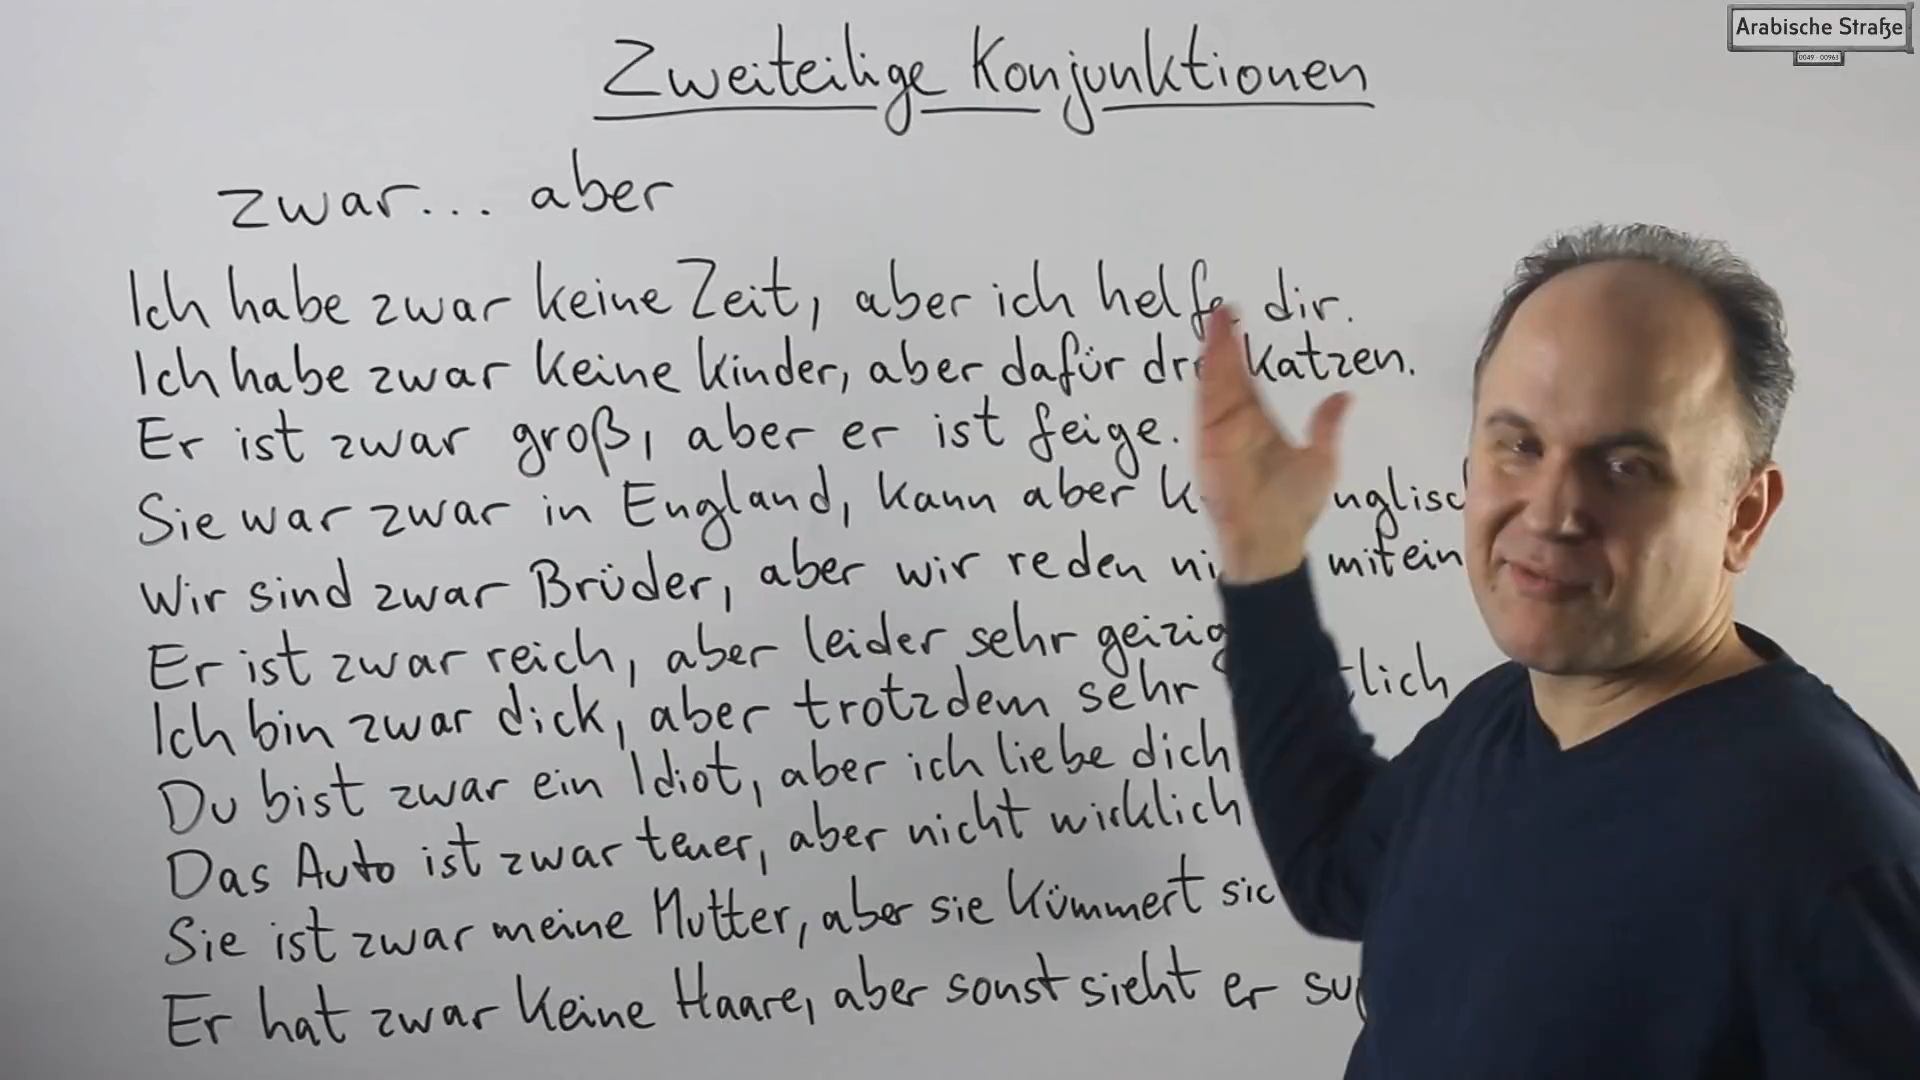 Arabische Straße
0049 - 00963
Zweiteilige Konjunktionen
zwar... aber
Ich habe zwar keine Zeit, aber ich helfe dir.
Ich habe zwar keine Kinder, aber dafür Katzen.
Er ist zwar groß, aber er ist feige.
Sie war zwar in England, kann aber
Wir sind zwar Brüder, aber wir reden
Er ist zwar reich, aber leider sehr geizig
Ich bin zwar dick, aber trotzdem sehr
Du bist zwar ein Idiot, aber ich liebe dich
Das Auto ist zwar teuer, aber nicht wirklich
Sie ist zwar meine Mutter, aber sie kümmert
Er hat zwar keine Haare, aber sonst sieht er